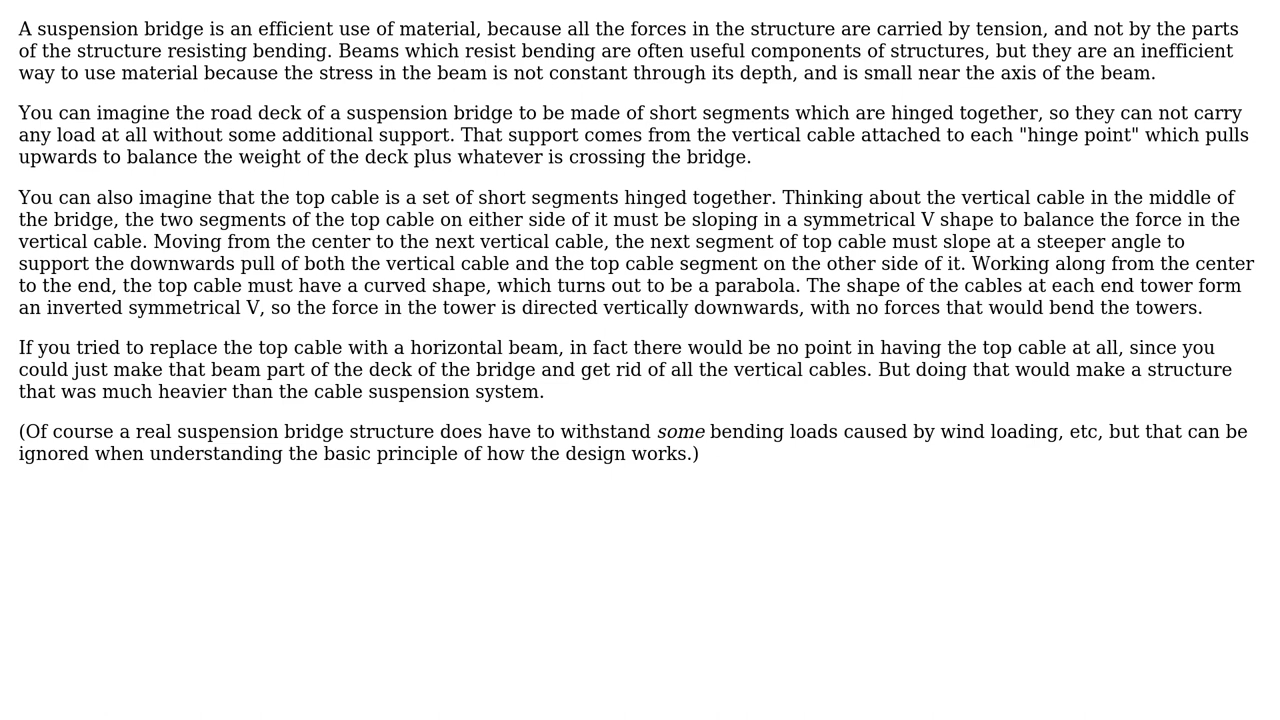 A suspension bridge is an efficient use of material, because all the forces in the structure are carried by tension, and not by the parts
of the structure resisting bending. Beams which resist bending are often useful components of structures, but they are an inefficient
way to use material because the stress in the beam is not constant through its depth, and is small near the axis of the beam.
You can imagine the road deck of a suspension bridge to be made of short segments which are hinged together, so they can not carry
any load at all without some additional support. That support comes from the vertical cable attached to each "hinge point" which pulls
upwards to balance the weight of the deck plus whatever is crossing the bridge.
You can also imagine that the top cable is a set of short segments hinged together. Thinking about the vertical cable in the middle of
the bridge, the two segments of the top cable on either side of it must be sloping in a symmetrical V shape to balance the force in the
vertical cable. Moving from the center to the next vertical cable, the next segment of top cable must slope at a steeper angle to
support the downwards pull of both the vertical cable and the top cable segment on the other side of it. Working along from the center
to the end, the top cable must have a curved shape, which turns out to be a parabola. The shape of the cables at each end tower form
an inverted symmetrical V, so the force in the tower is directed vertically downwards, with no forces that would bend the towers.
If you tried to replace the top cable with a horizontal beam, in fact there would be no point in having the top cable at all, since you
could just make that beam part of the deck of the bridge and get rid of all the vertical cables. But doing that would make a structure
that was much heavier than the cable suspension system.
(Of course a real suspension bridge structure does have to withstand some bending loads caused by wind loading, etc, but that can be
ignored when understanding the basic principle of how the design works.)